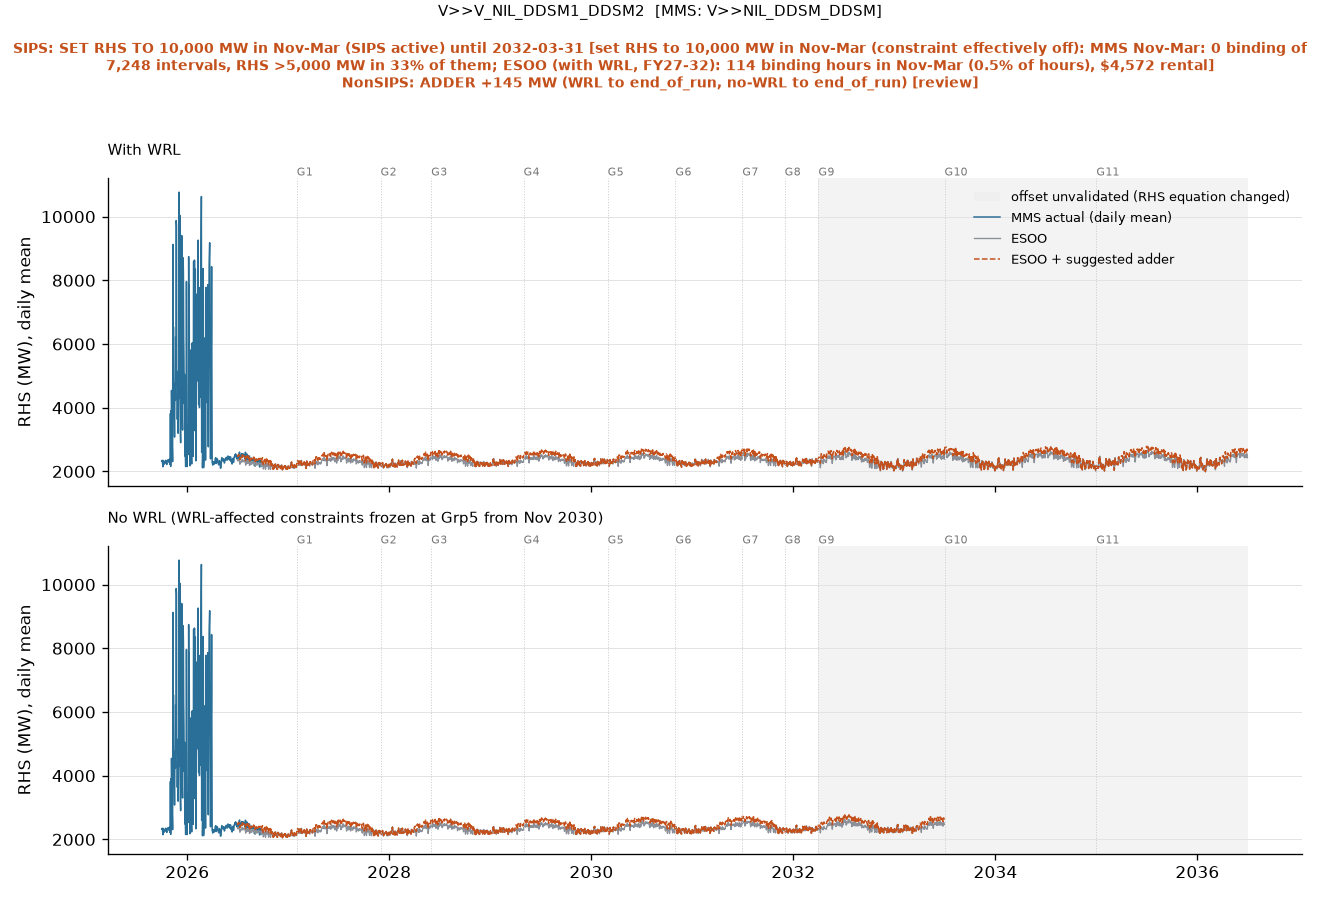 V>>V_NIL_DDSM1_DDSM2 [MMS: V>>NIL_DDSM_DDSM]
SIPS: SET RHS TO 10,000 MW in Nov-Mar (SIPS active) until 2032-03-31 [set RHS to 10,000 MW in Nov-Mar (constraint effectively off): MMS Nov-Mar: 0 binding of
7,248 intervals, RHS >5,000 MW in 33% of them; ESOO (with WRL, FY27-32): 114 binding hours in Nov-Mar (0.5% of hours), $4,572 rental]
NonSIPS: ADDER +145 MW (WRL to end_of_run, no-WRL to end_of_run) [review]
With WRL
G1 G2 G3 G4 G5 G6 G7 G8 G9 G10 G11
offset unvalidated (RHS equation changed)
MMS actual (daily mean)
ESOO
ESOO + suggested adder
10000
8000
6000
4000
2000
RHS (MW), daily mean
No WRL (WRL-affected constraints frozen at Grp5 from Nov 2030)
G1 G2 G3 G4 G5 G6 G7 G8 G9 G10 G11
10000
8000
6000
4000
2000
RHS (MW), daily mean
2026 2028 2030 2032 2034 2036